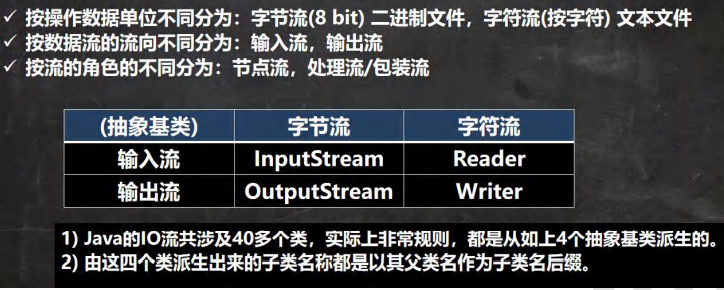 ✓ 按操作数据单位不同分为：字节流(8 bit) 二进制文件，字符流(按字符) 文本文件
✓ 按数据流的流向不同分为：输入流，输出流
✓ 按流的角色的不同分为：节点流，处理流/包装流
(抽象基类) 字节流 字符流
输入流 InputStream Reader
输出流 OutputStream Writer
1) Java的IO流共涉及40多个类，实际上非常规则，都是从如上4个抽象基类派生的。
2) 由这四个类派生出来的子类名称都是以其父类名作为子类名后缀。